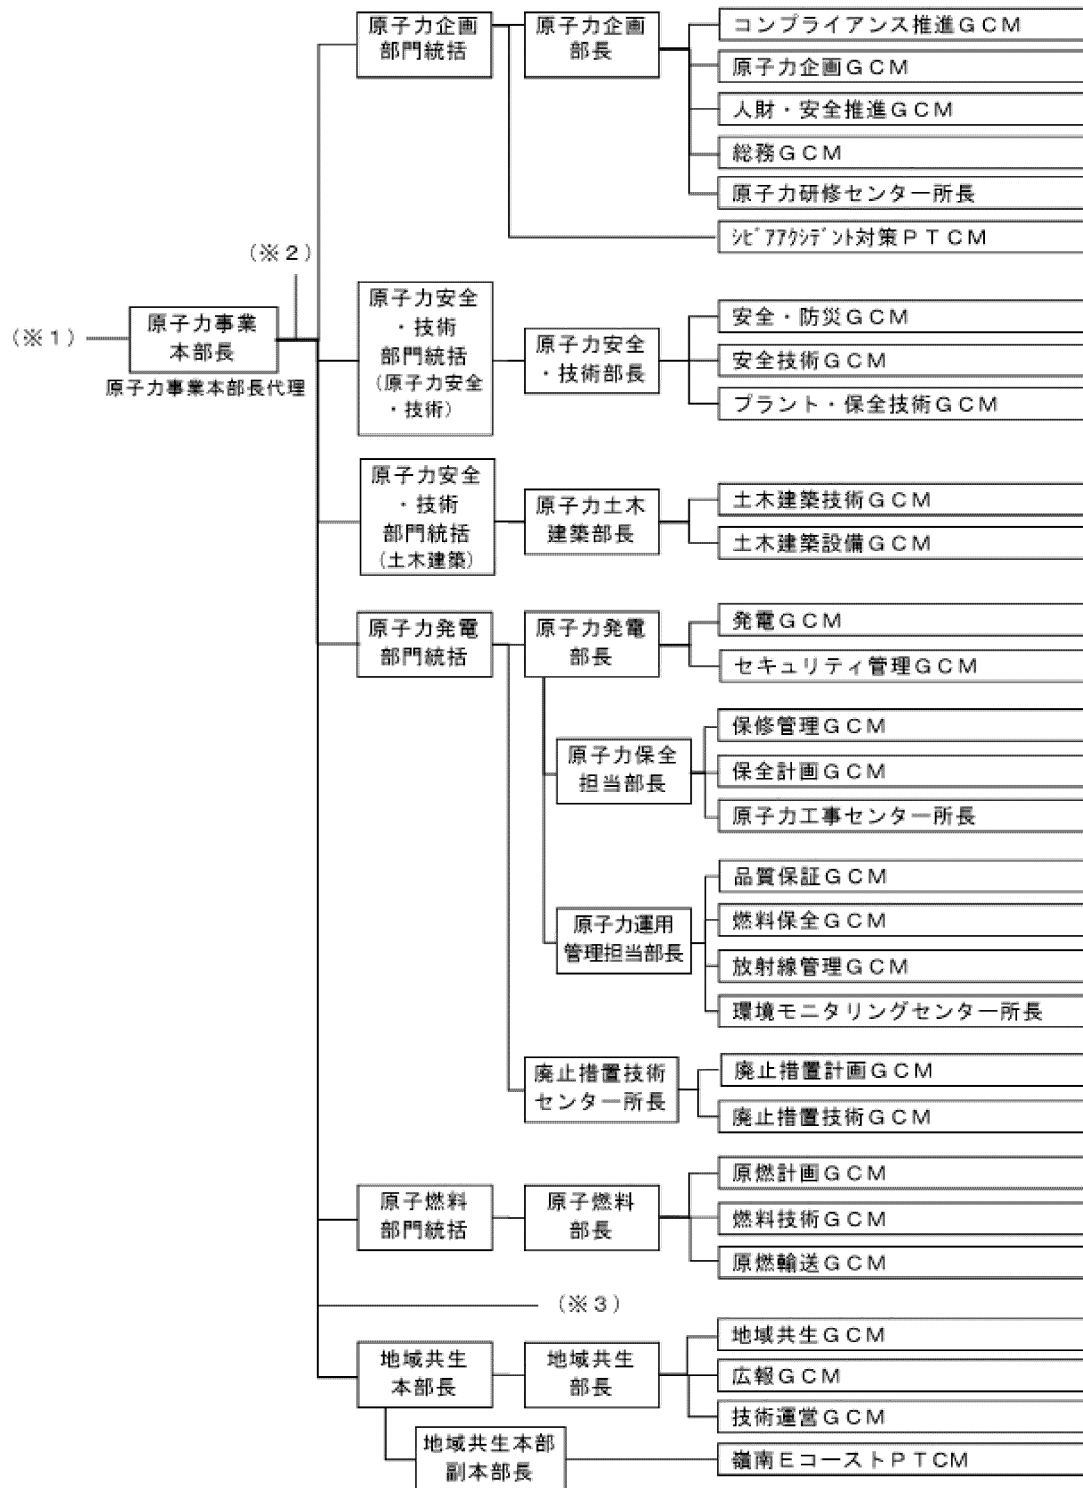 原子力企画
部門統括
原子力企画
部長
コンプライアンス推進ＧＣＭ
原子力企画ＧＣＭ
人財・安全推進ＧＣＭ
総務ＧＣＭ
原子力研修センター所長
ｼﾋﾞｱｱｸｼﾃﾞﾝﾄ対策ＰＴＣＭ
（※２）
（※１）
原子力事業
本部長
原子力事業本部長代理
原子力安全
・技術
部門統括
（原子力安全
・技術）
原子力安全
・技術部長
安全・防災ＧＣＭ
安全技術ＧＣＭ
プラント・保全技術ＧＣＭ
原子力安全
・技術
部門統括
（土木建築）
原子力土木
建築部長
土木建築技術ＧＣＭ
土木建築設備ＧＣＭ
原子力発電
部門統括
原子力発電
部長
発電ＧＣＭ
セキュリティ管理ＧＣＭ
原子力保全
担当部長
保修管理ＧＣＭ
保全計画ＧＣＭ
原子力工事センター所長
原子力運用
管理担当部長
品質保証ＧＣＭ
燃料保全ＧＣＭ
放射線管理ＧＣＭ
環境モニタリングセンター所長
廃止措置技術
センター所長
廃止措置計画ＧＣＭ
廃止措置技術ＧＣＭ
原子燃料
部門統括
原子燃料
部長
原燃計画ＧＣＭ
燃料技術ＧＣＭ
原燃輸送ＧＣＭ
（※３）
地域共生
本部長
地域共生
部長
地域共生ＧＣＭ
広報ＧＣＭ
技術運営ＧＣＭ
地域共生本部
副本部長
嶺南ＥコーストＰＴＣＭ